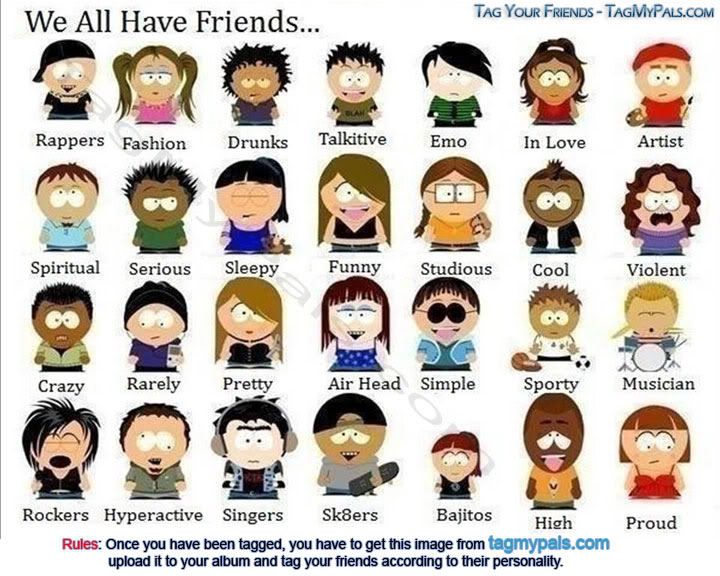 We All Have Friends...
Tag Your Friends - TagMyPals.com
Rappers Fashion Drunks Talkitive Emo In Love Artist
BLAH
Spiritual Serious Sleepy Funny Studious Cool Violent
Crazy Rarely Pretty Air Head Simple Sporty Musician
Rockers Hyperactive Singers Sk8ers Bajitos High Proud
Rules: Once you have been tagged, you have to get this image from tagmypals.com
upload it to your album and tag your friends according to their personality.
tagmypals.com